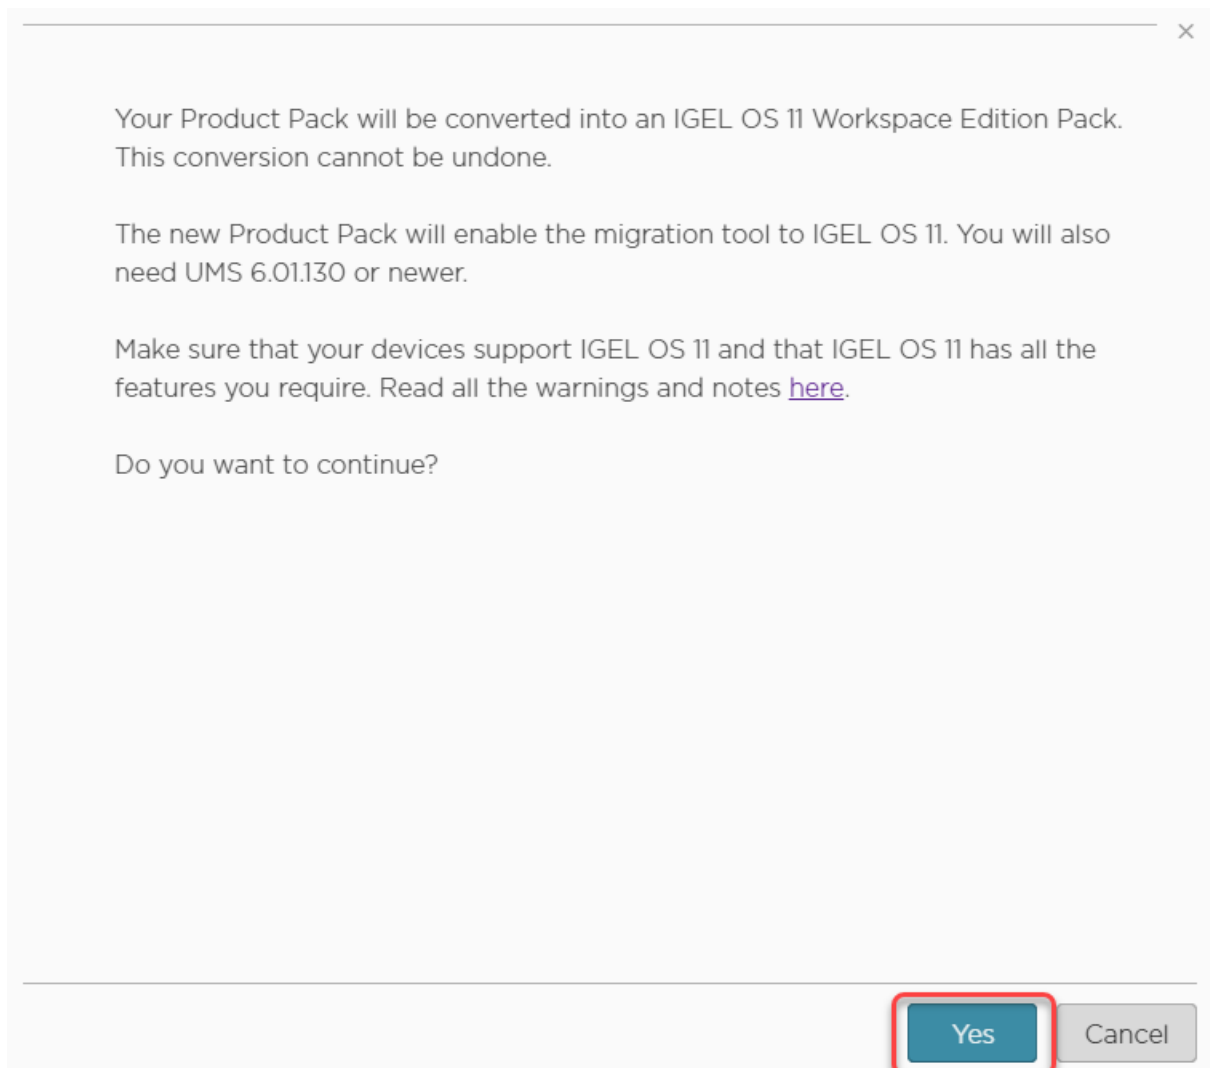 Your Product Pack will be converted into an IGEL OS 11 Workspace Edition Pack.
This conversion cannot be undone.
The new Product Pack will enable the migration tool to IGEL OS 11. You will also
need UMS 6.01.130 or newer.
Make sure that your devices support IGEL OS 11 and that IGEL OS 11 has all the
features you require. Read all the warnings and notes here.
Do you want to continue?
Yes
Cancel